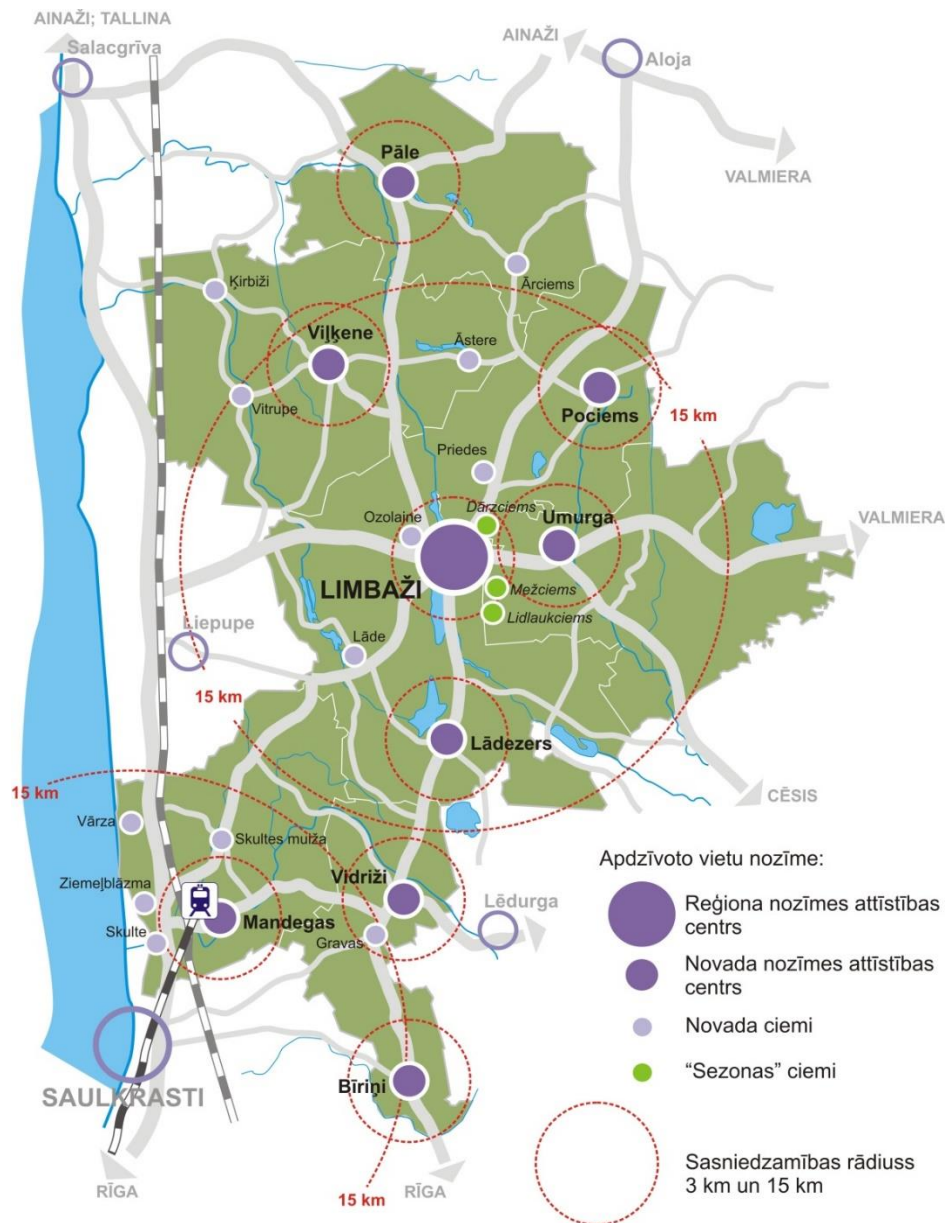 AINAŽI; TALLINA
Salacgrīva
AINAŽI
Aloja
VALMIERA
Pāle
Ārciems
Ķirbiži
Viļķene
Āstere
Vitrupe
Pociems
15 km
Priedes
Dārzciems
Ozolaine
Umurga
VALMIERA
LIMBAŽI
Mežciems
Lidlaukciems
Liepupe
Lāde
15 km
Lādezers
15 km
CĒSIS
Vārza
Skultes muiža
Ziemeļblāzma
Vidriži
Lēdurga
Mandegas
Skulte
Gravas
SAULKRASTI
Bīriņi
RĪGA
15 km
RĪGA
Apdzīvoto vietu nozīme:
Reģiona nozīmes attīstības
centrs
Novada nozīmes attīstības
centrs
Novada ciemi
“Sezonas” ciemi
Sasniedzamības rādiuss
3 km un 15 km